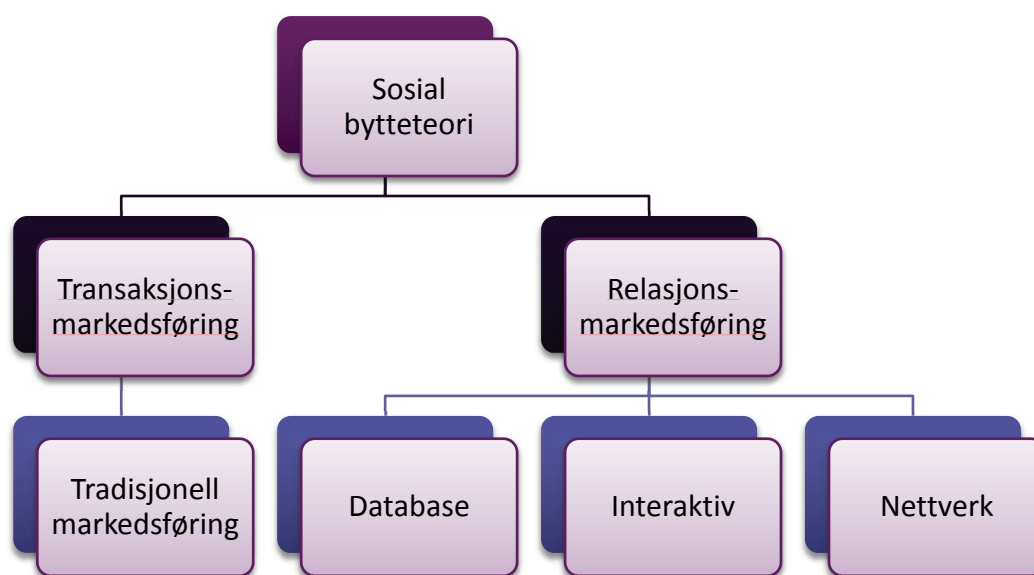 Sosial
bytteteori
Transaksjons-
markedsføring
Relasjons-
markedsføring
Tradisjonell
markedsføring
Database
Interaktiv
Nettverk